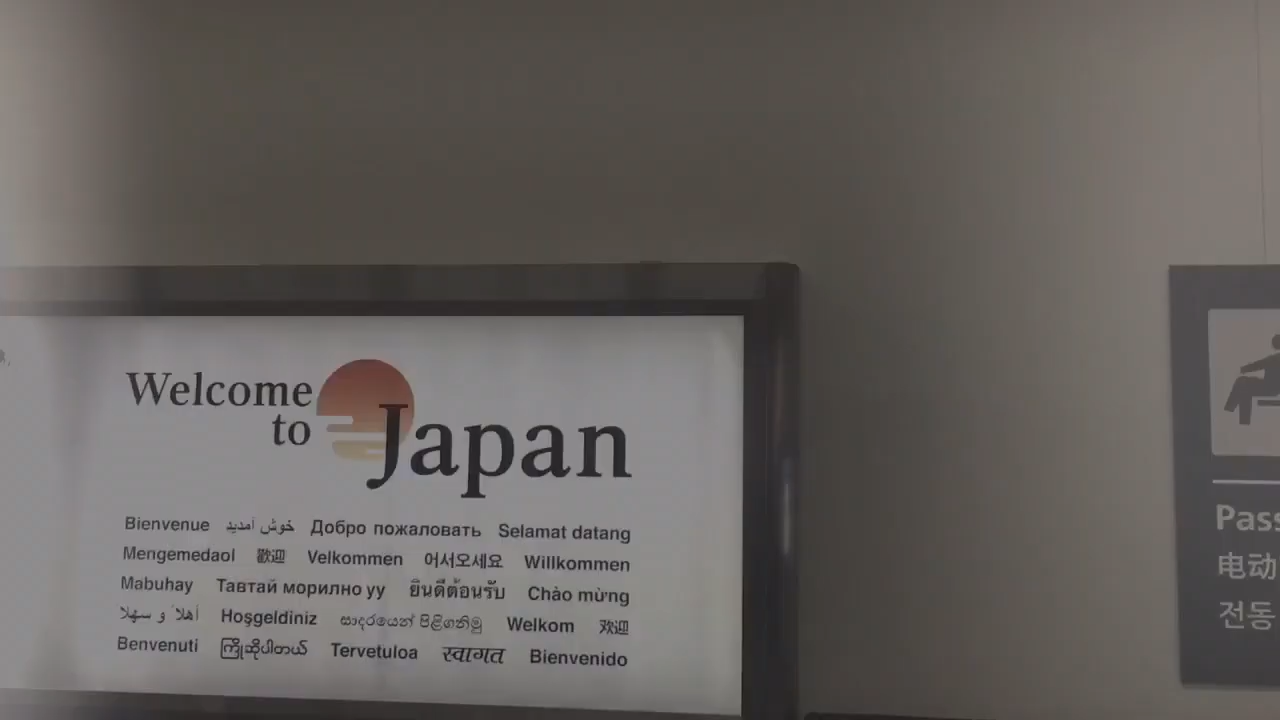 Welcome
to
Japan
Bienvenue خوش آمدید Добро пожаловать Selamat datang
Mengemedaol 歡迎 Velkommen 어서오세요 Willkommen
Mabuhay Тавтай морилно уу ยินดีต้อนรับ Chào mừng
أهلا ً و سهلا Hoşgeldiniz සාදරයෙන් පිළිගනිමු Welkom 欢迎
Benvenuti ကြိုဆိုပါတယ် Tervetuloa स्वागत Bienvenido
Pass
电动
전동